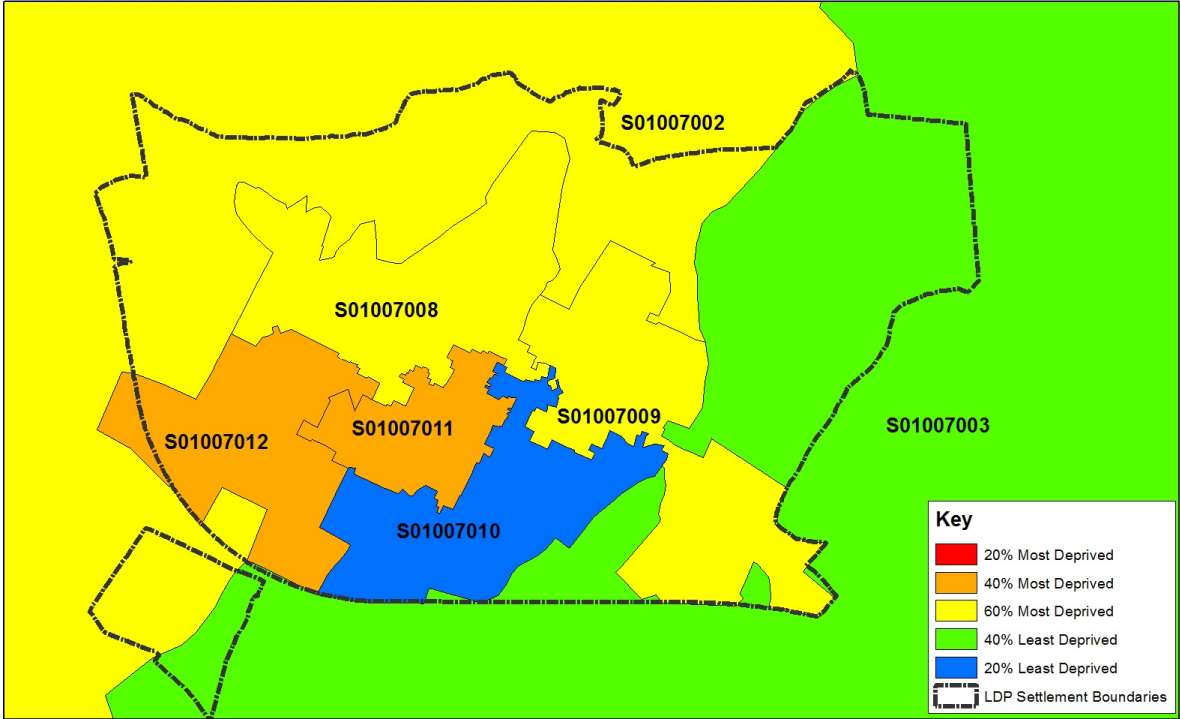 S01007002
S01007008
S01007009
S01007011
S01007003
S01007012
S01007010
Key
20% Most Deprived
40% Most Deprived
60% Most Deprived
40% Least Deprived
20% Least Deprived
LDP Settlement Boundaries